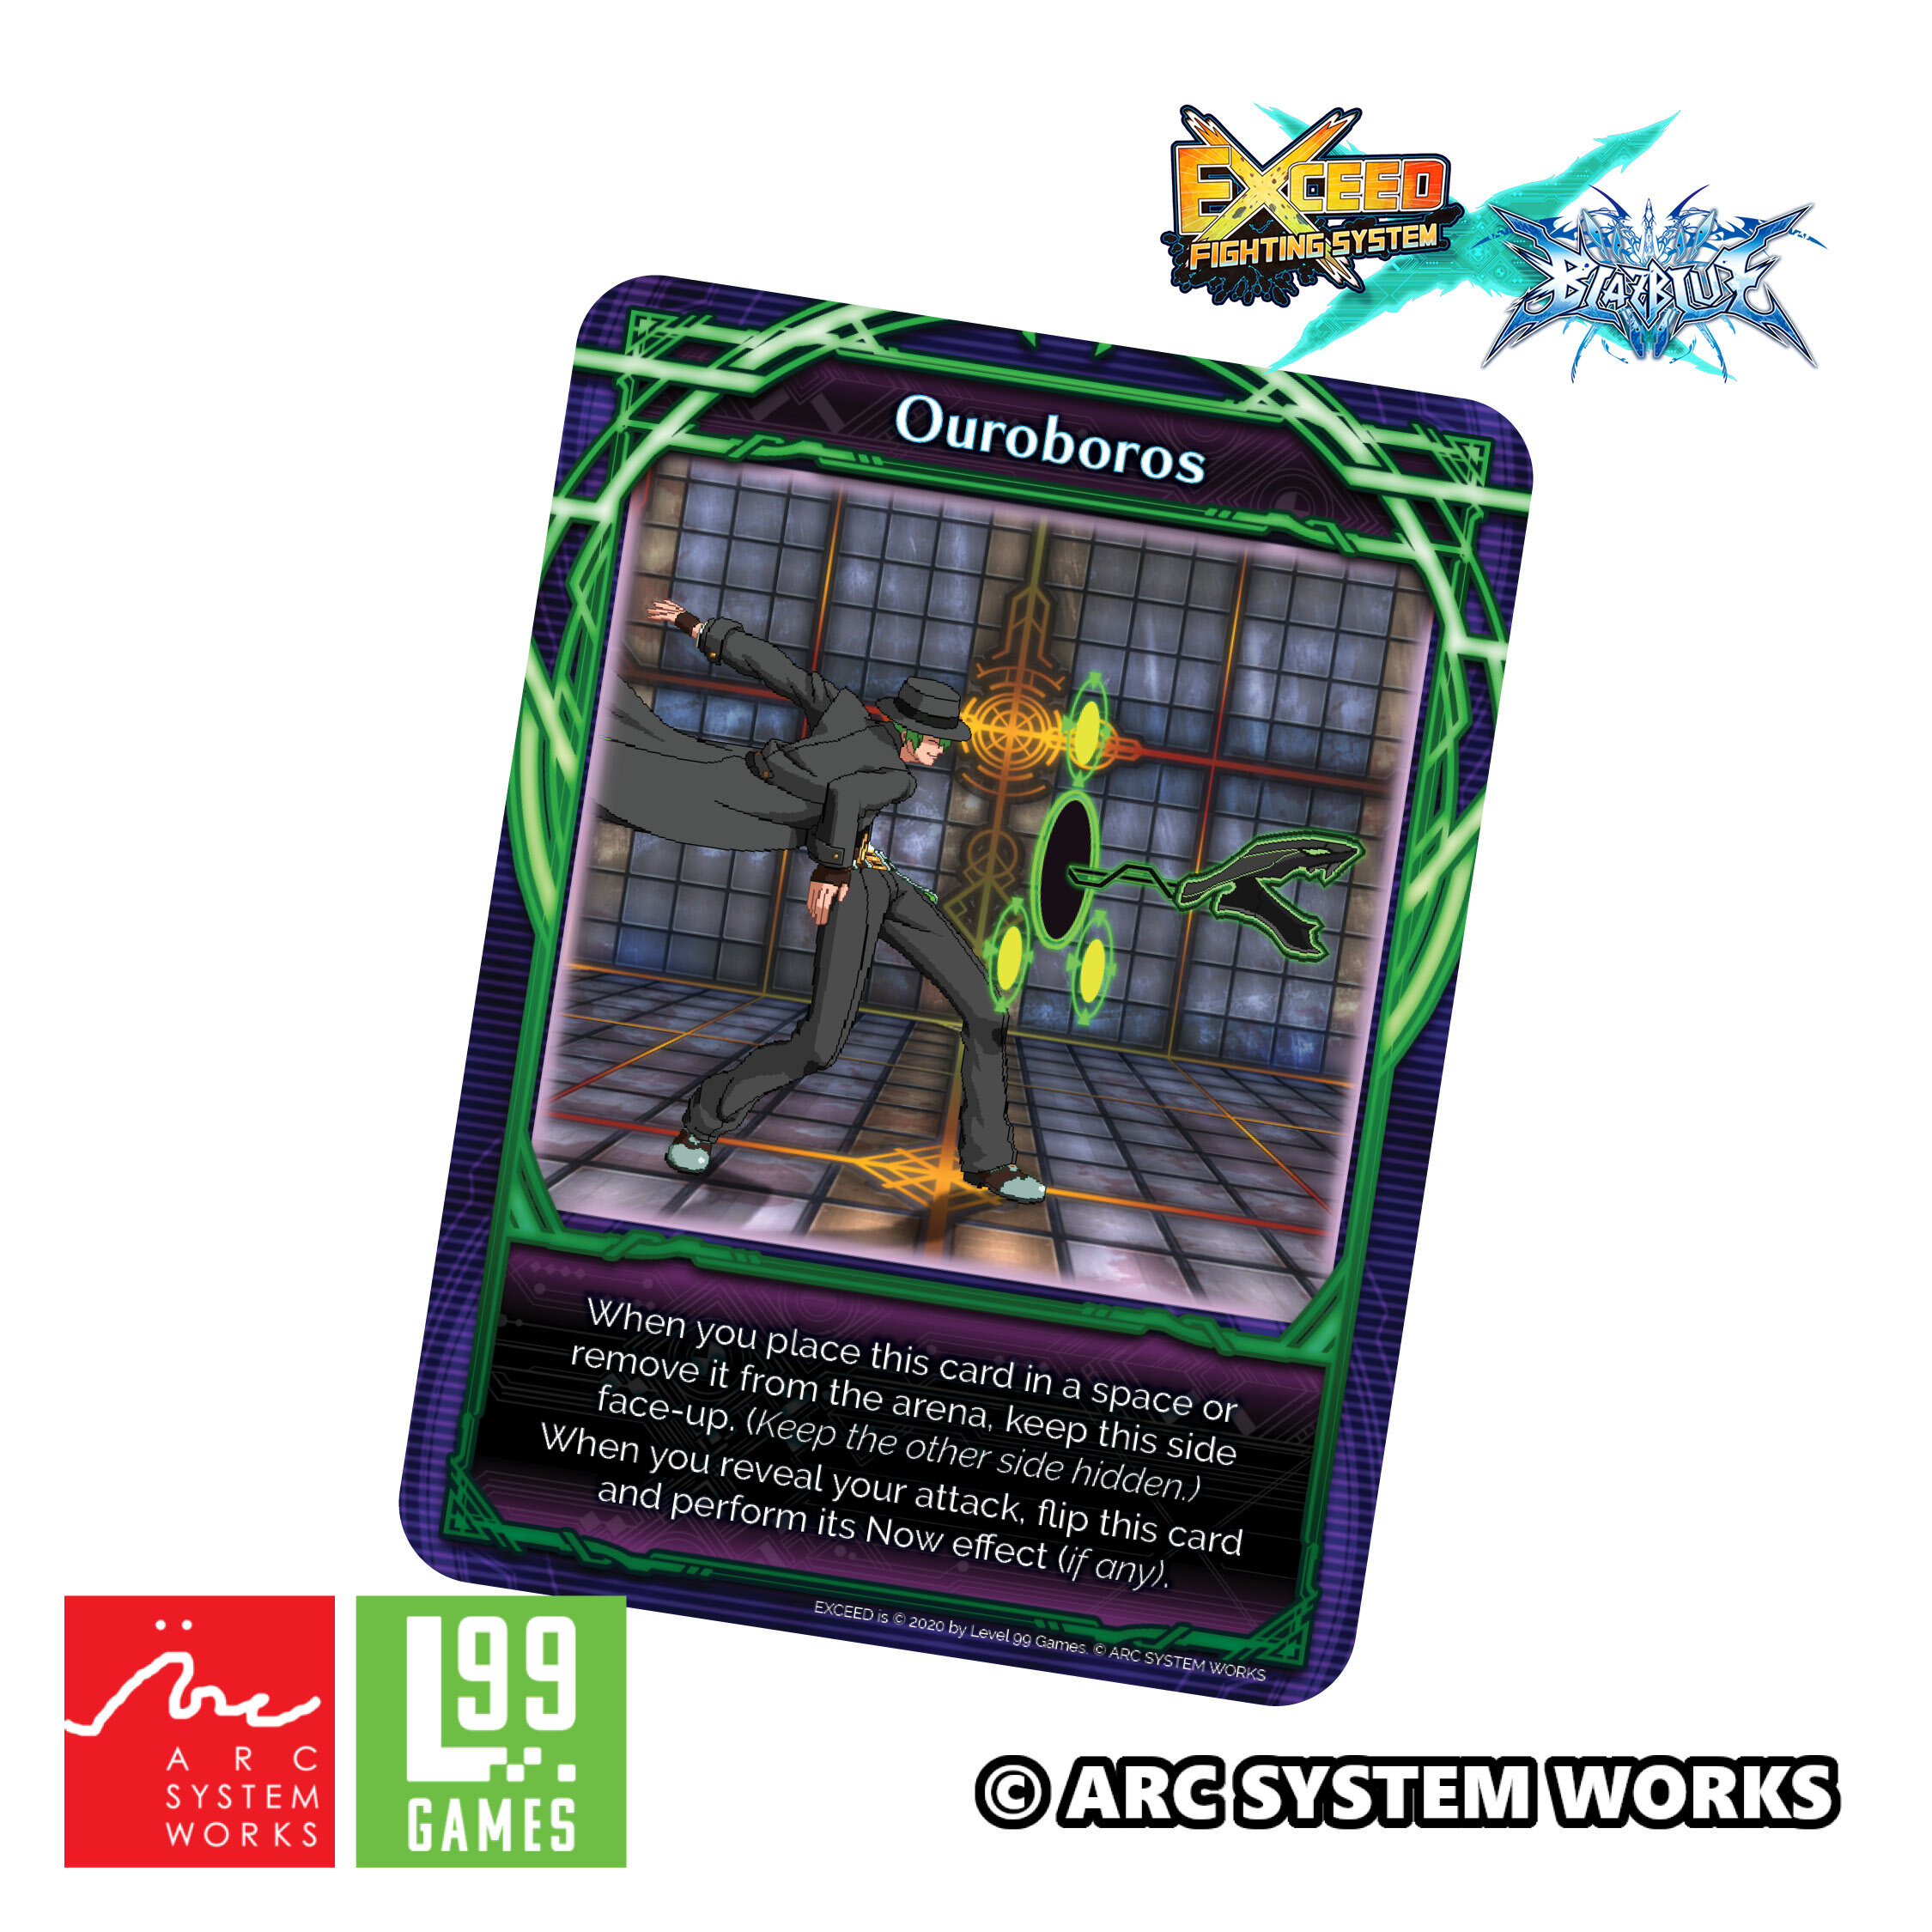 EXCEED
FIGHTING SYSTEM
BLAZBLUE
Ouroboros
When you place this card in a space or
remove it from the arena, keep this side
face-up. (Keep the other side hidden.)
When you reveal your attack, flip this card
and perform its Now effect (if any).
EXCEED is © 2020 by Level 99 Games. © ARC SYSTEM WORKS
Arc
ARC
SYSTEM
WORKS
L99
GAMES
© ARC SYSTEM WORKS